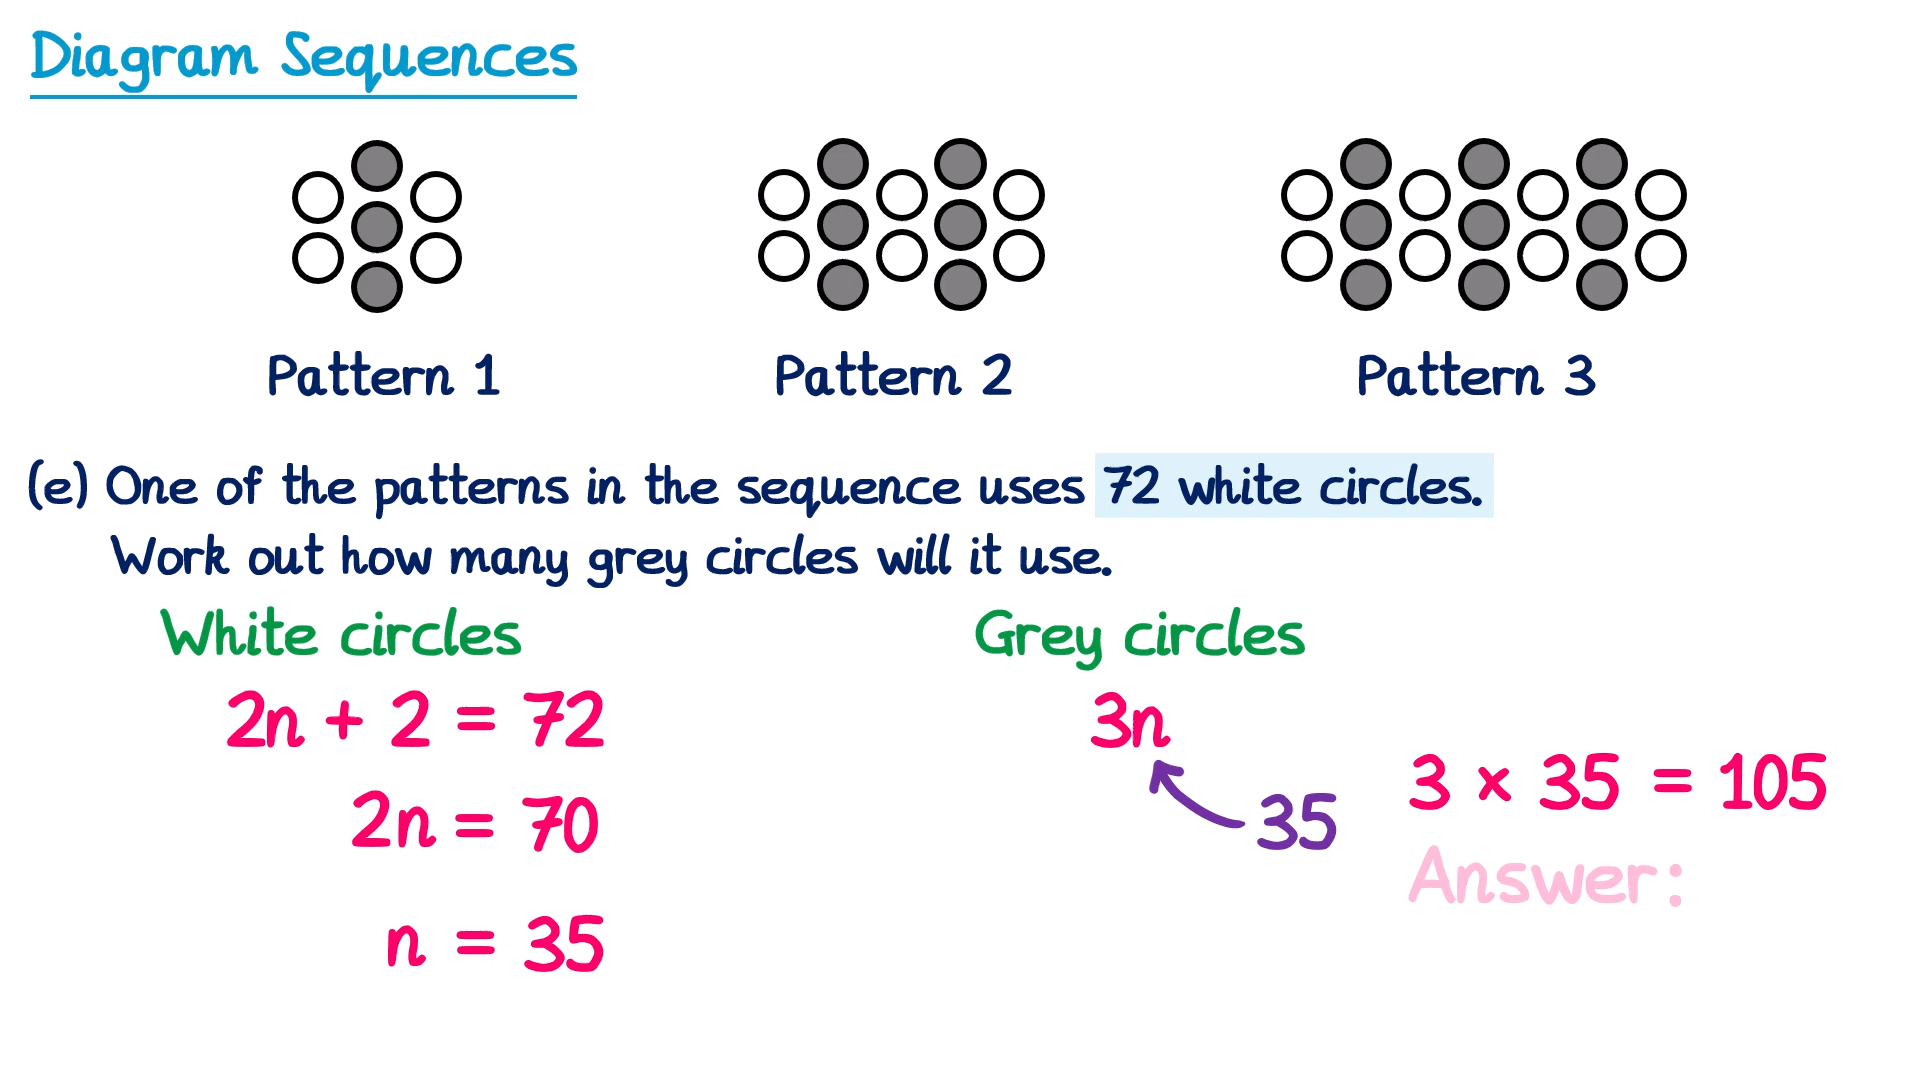 Diagram Sequences
Pattern 1
Pattern 2
Pattern 3
(e) One of the patterns in the sequence uses 72 white circles.
Work out how many grey circles will it use.
White circles
2n + 2 = 72
2n = 70
n = 35
Grey circles
3n
35
3 × 35 = 105
Answer: